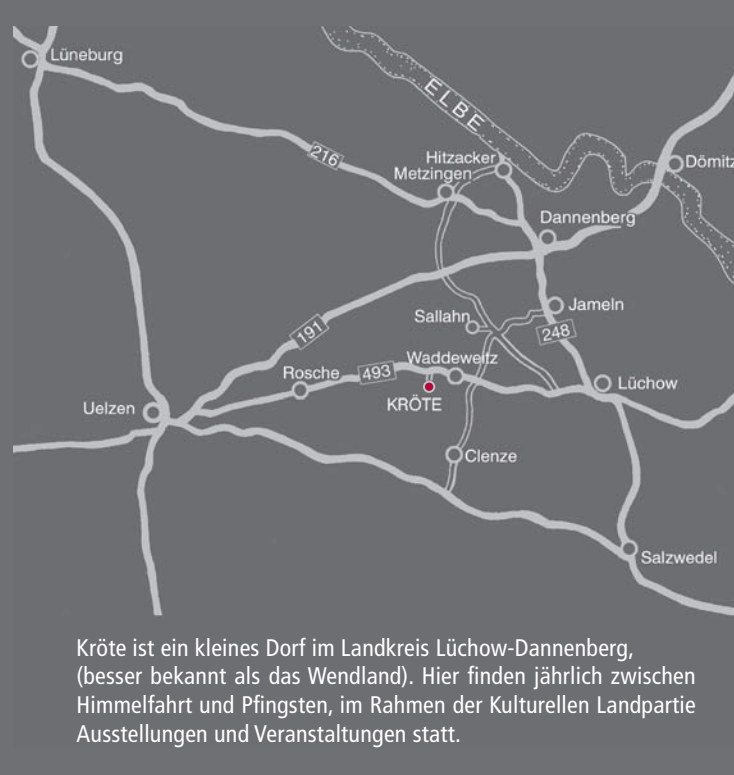 Lüneburg
ELBE
216
Hitzacker
Metzingen
Dömitz
Dannenberg
Sallahn
Jameln
191
248
Waddeweitz
Rosche
493
Lüchow
KRÖTE
Uelzen
Clenze
Salzwedel
Kröte ist ein kleines Dorf im Landkreis Lüchow-Dannenberg,
(besser bekannt als das Wendland). Hier finden jährlich zwischen
Himmelfahrt und Pfingsten, im Rahmen der Kulturellen Landpartie
Ausstellungen und Veranstaltungen statt.